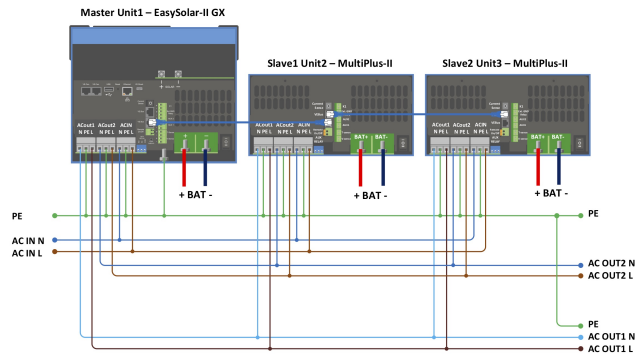 Master Unit1 – EasySolar-II GX
Slave1 Unit2 – MultiPlus-II
Slave2 Unit3 – MultiPlus-II
ACout1 ACout2 ACIN
N PE L N PE L N PE L
+ BAT -
ACout1 ACout2 ACIN
N PE L N PE L N PE L
BAT+ BAT-
+ BAT -
ACout1 ACout2 ACIN
N PE L N PE L N PE L
BAT+ BAT-
+ BAT -
PE
PE
AC IN N
AC IN L
AC OUT2 N
AC OUT2 L
PE
AC OUT1 N
AC OUT1 L